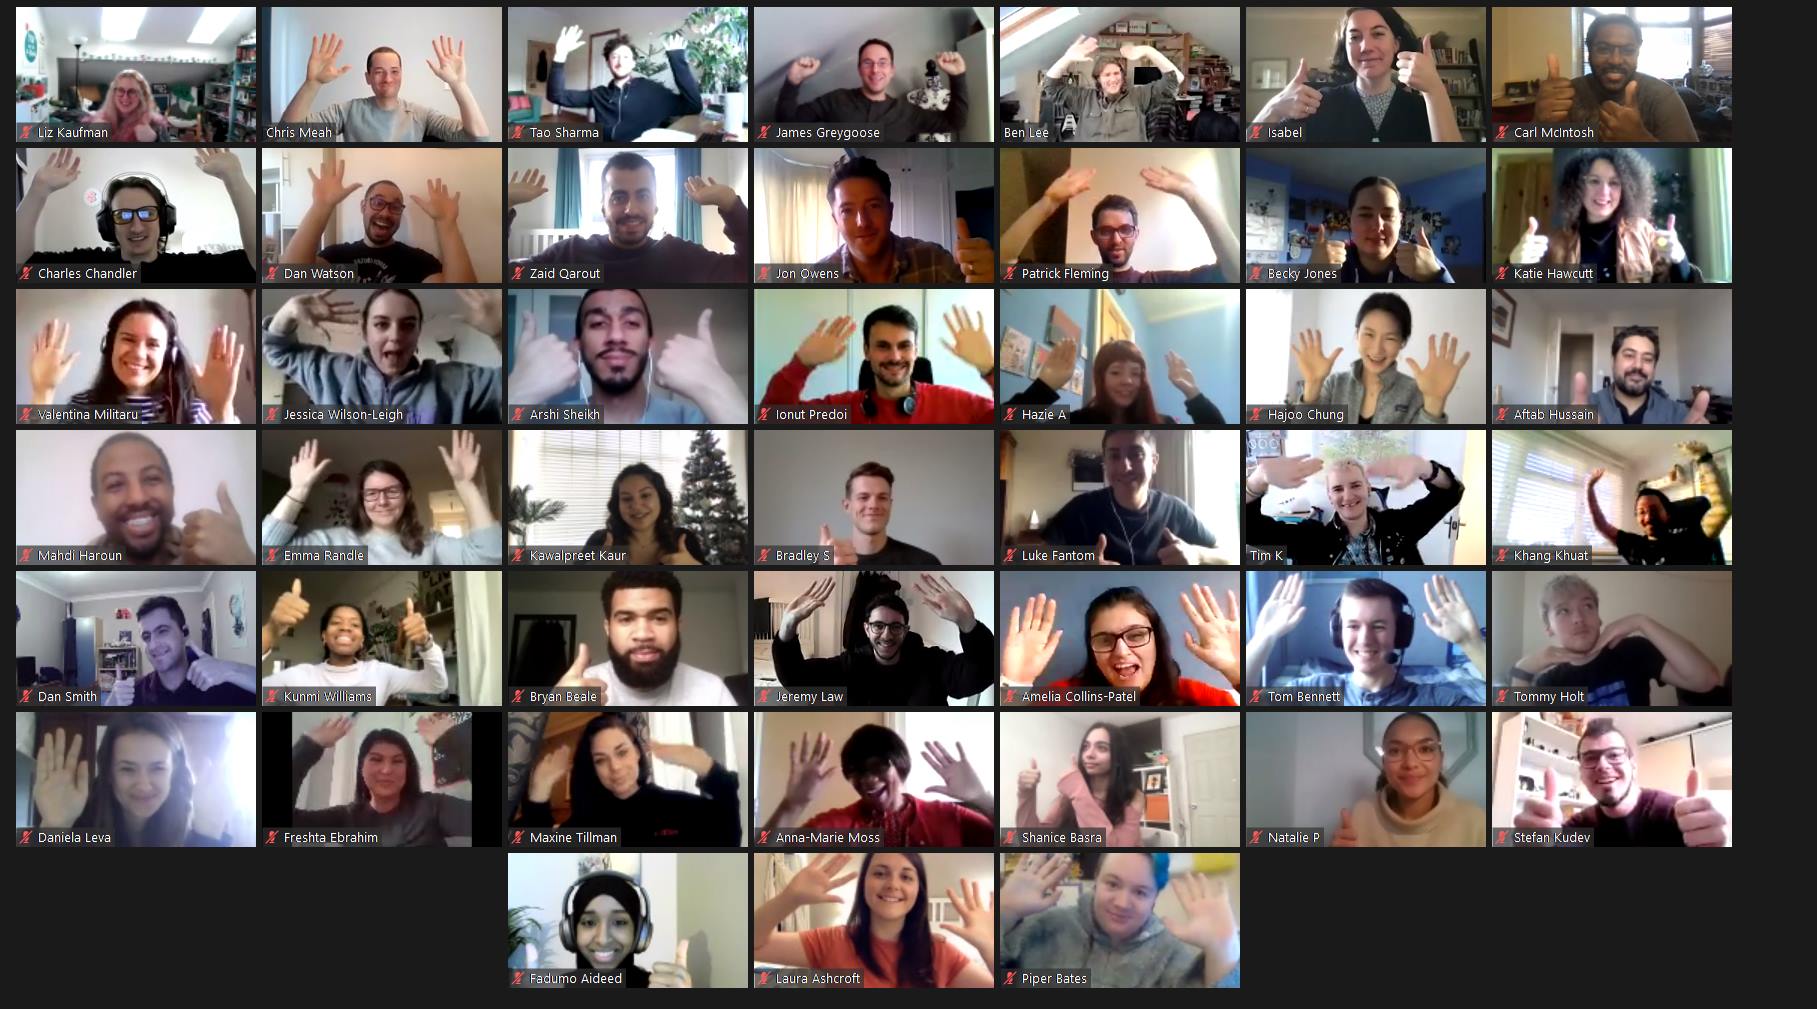 Liz Kaufman
Chris Meah
Tao Sharma
James Greygoose
Ben Lee
Isabel
Carl McIntosh
Charles Chandler
Dan Watson
Zaid Qarout
Jon Owens
Patrick Fleming
Becky Jones
Katie Hawcutt
Valentina Militaru
Jessica Wilson-Leigh
Arshi Sheikh
Ionut Predoi
Hazie A
Hajoo Chung
Aftab Hussain
Mahdi Haroun
Emma Randle
Kawalpreet Kaur
Bradley S
Luke Fantom
Tim K
Khang Khuat
Dan Smith
Kunmi Williams
Bryan Beale
Jeremy Law
Amelia Collins-Patel
Tom Bennett
Tommy Holt
Daniela Leva
Freshta Ebrahim
Maxine Tillman
Anna-Marie Moss
Shanice Basra
Natalie P
Stefan Kudev
Fadumo Aideed
Laura Ashcroft
Piper Bates